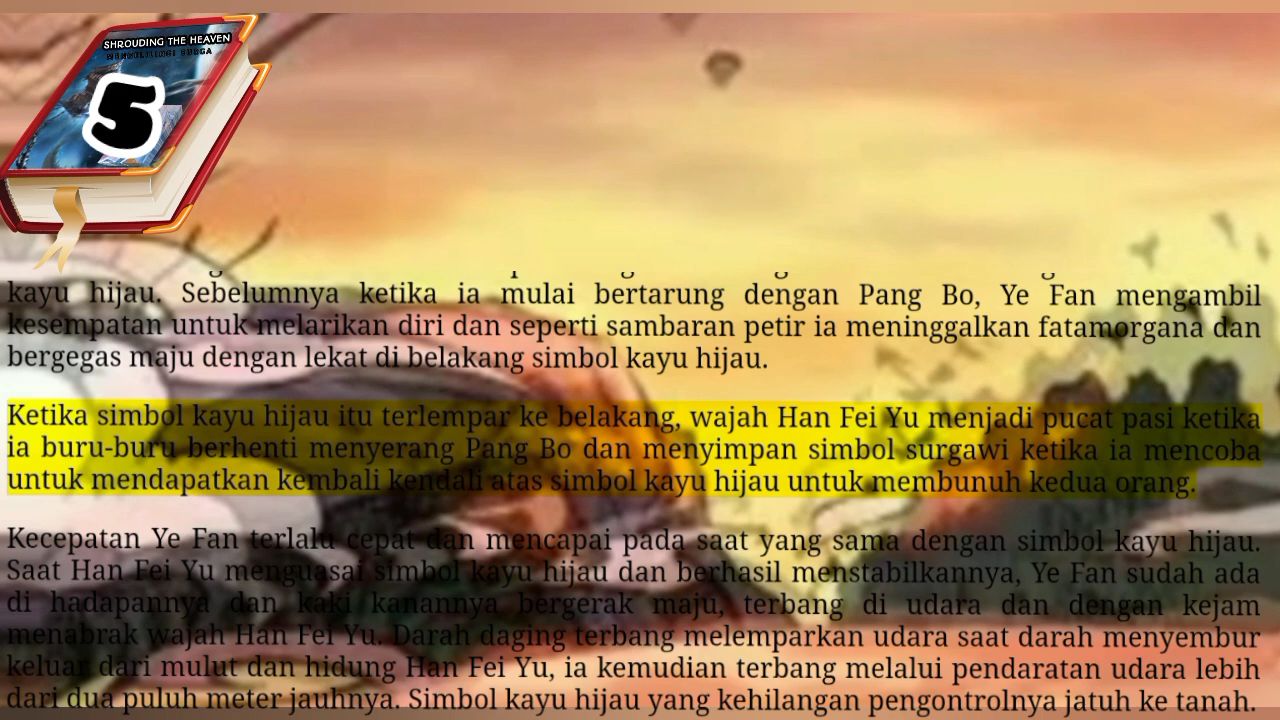 SHROUDING THE HEAVEN
5
kayu hijau. Sebelumnya ketika ia mulai bertarung dengan Pang Bo, Ye Fan mengambil
kesempatan untuk melarikan diri dan seperti sambaran petir ia meninggalkan fatamorgana dan
bergegas maju dengan lekat di belakang simbol kayu hijau.
Ketika simbol kayu hijau itu terlempar ke belakang, wajah Han Fei Yu menjadi pucat pasi ketika
ia buru-buru berhenti menyerang Pang Bo dan menyimpan simbol surgawi ketika ia mencoba
untuk mendapatkan kembali kendali atas simbol kayu hijau untuk membunuh kedua orang.
Kecepatan Ye Fan terlalu cepat dan mencapai pada saat yang sama dengan simbol kayu hijau.
Saat Han Fei Yu menguasai simbol kayu hijau dan berhasil menstabilkannya, Ye Fan sudah ada
di hadapannya dan kaki kanannya bergerak maju, terbang di udara dan dengan kejam
menabrak wajah Han Fei Yu. Darah daging terbang melemparkan udara saat darah menyembur
keluar dari mulut dan hidung Han Fei Yu, ia kemudian terbang melalui pendaratan udara lebih
dari dua puluh meter jauhnya. Simbol kayu hijau yang kehilangan pengontrolnya jatuh ke tanah.